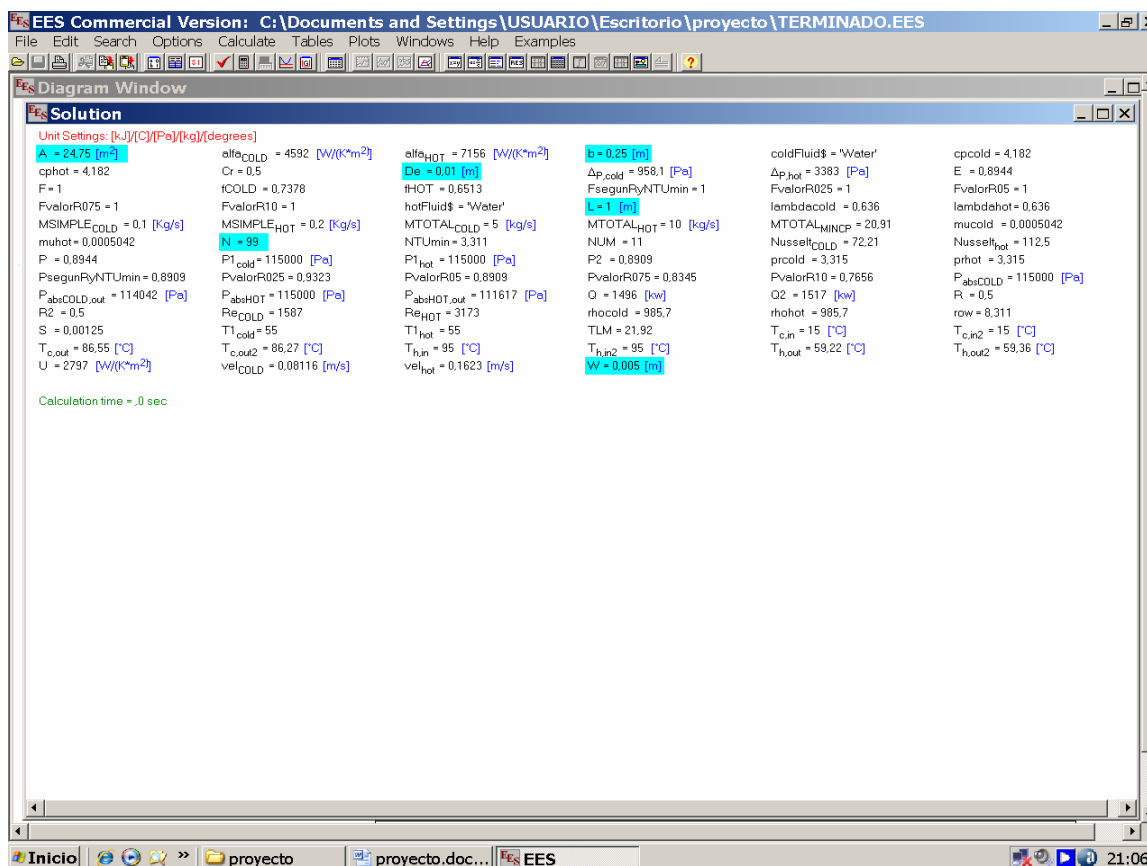 EES Commercial Version: C:\Documents and Settings\USUARIO\Escritorio\proyecto\TERMINADO.EES
File Edit Search Options Calculate Tables Plots Windows Help Examples
EES Diagram Window
EES Solution
Unit Settings: [kJ]/[C]/[Pa]/[kg]/[degrees]
A = 24,75 [m2] alfaCOLD = 4592 [W/(K*m2)] alfaHOT = 7156 [W/(K*m2)] b = 0,25 [m] coldFluid$ = 'Water' cpcold = 4,182
cphot = 4,182 Cr = 0,5 De = 0,01 [m] ΔP,cold = 958,1 [Pa] ΔP,hot = 3383 [Pa] E = 0,8944
F = 1 fCOLD = 0,7378 fHOT = 0,6513 FsegunRyNTUmin = 1 FvalorR025 = 1 FvalorR05 = 1
FvalorR075 = 1 FvalorR10 = 1 hotFluid$ = 'Water' L = 1 [m] lambdacold = 0,636 lambdahot = 0,636
MSIMPLECOLD = 0,1 [Kg/s] MSIMPLEHOT = 0,2 [Kg/s] MTOTALCOLD = 5 [kg/s] MTOTALHOT = 10 [kg/s] MTOTALMINCP = 20,91 mucold = 0,0005042
muhot = 0,0005042 N = 99 NTUmin = 3,311 NUM = 11 NusseltCOLD = 72,21 Nusselthot = 112,5
P = 0,8944 P1cold = 115000 [Pa] P1hot = 115000 [Pa] P2 = 0,8909 prcold = 3,315 prhot = 3,315
PsegunRyNTUmin = 0,8909 PvalorR025 = 0,9323 PvalorR05 = 0,8909 PvalorR075 = 0,8345 PvalorR10 = 0,7656 PabsCOLD = 115000 [Pa]
PabsCOLD,out = 114042 [Pa] PabsHOT = 115000 [Pa] PabsHOT,out = 111617 [Pa] Q = 1496 [kw] Q2 = 1517 [kw] R = 0,5
R2 = 0,5 ReCOLD = 1587 ReHOT = 3173 rhocold = 985,7 rhohot = 985,7 row = 8,311
S = 0,00125 T1cold = 55 T1hot = 55 TLM = 21,92 Tc,in = 15 [°C] Tc,in2 = 15 [°C]
Tc,out = 86,55 [°C] Tc,out2 = 86,27 [°C] Th,in = 95 [°C] Th,in2 = 95 [°C] Th,out = 59,22 [°C] Th,out2 = 59,36 [°C]
U = 2797 [W/(K*m2)] velCOLD = 0,08116 [m/s] velhot = 0,1623 [m/s] W = 0,005 [m]
Calculation time = ,0 sec
Inicio » proyecto proyecto.doc... EES EES 21:06